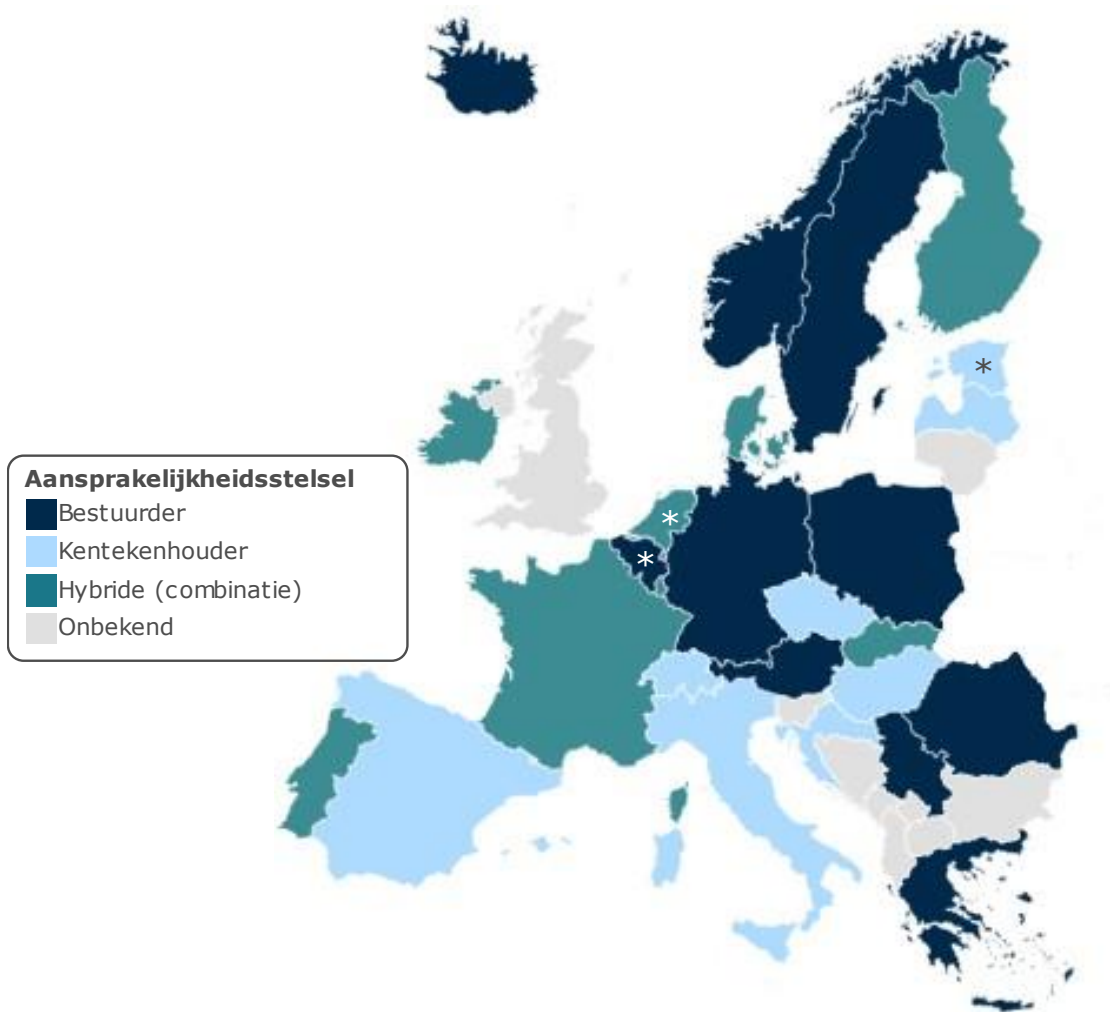 *
*
*
Aansprakelijkheidsstelsel
Bestuurder
Kentekenhouder
Hybride (combinatie)
Onbekend